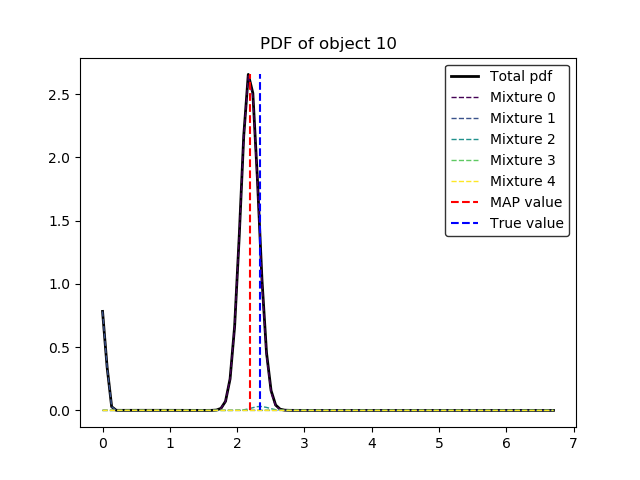 PDF of object 10
Total pdf
Mixture 0
Mixture 1
Mixture 2
Mixture 3
Mixture 4
MAP value
True value
2.5
2.0
1.5
1.0
0.5
0.0
0 1 2 3 4 5 6 7